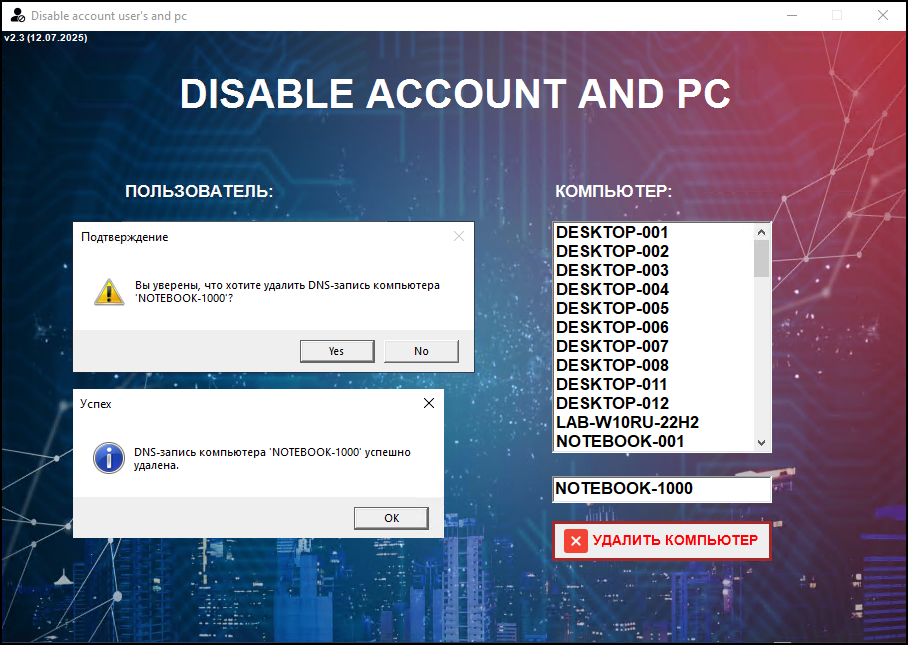 Disable account user's and pc
v2.3 (12.07.2025)
DISABLE ACCOUNT AND PC
ПОЛЬЗОВАТЕЛЬ:
Подтверждение
Вы уверены, что хотите удалить DNS-запись компьютера
'NOTEBOOK-1000'?
Yes
No
Успех
DNS-запись компьютера 'NOTEBOOK-1000' успешно
удалена.
OK
КОМПЬЮТЕР:
DESKTOP-001
DESKTOP-002
DESKTOP-003
DESKTOP-004
DESKTOP-005
DESKTOP-006
DESKTOP-007
DESKTOP-008
DESKTOP-011
DESKTOP-012
LAB-W10RU-22H2
NOTEBOOK-001
NOTEBOOK-1000
УДАЛИТЬ КОМПЬЮТЕР